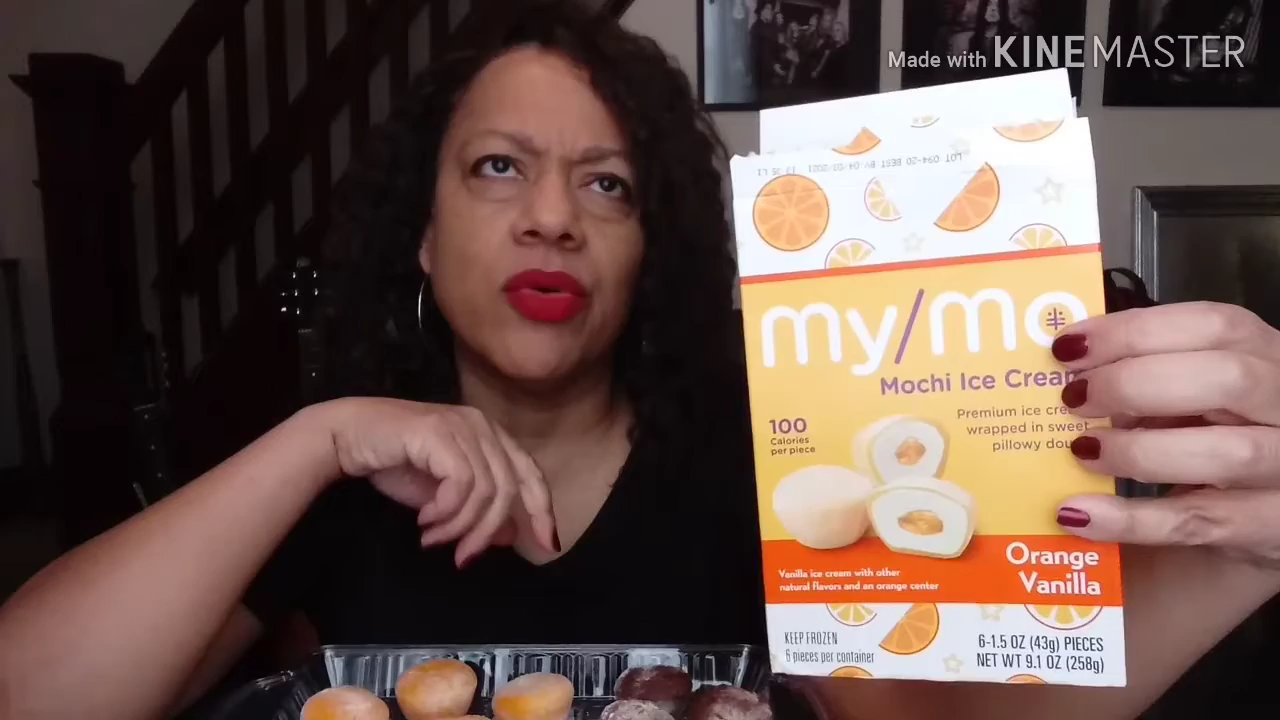 Made with KINEMASTER
LOT 094-20 BEST BY 04/03/2021
my/mo
Mochi Ice Cream
100
Calories
per piece
Premium ice
wrapped in sweet
pillowy
Orange
Vanilla
Vanilla ice cream with other
natural flavors and an orange center
KEEP FROZEN
6 pieces per container
6-1.5 OZ (43g) PIECES
NET WT 9.1 OZ (258g)